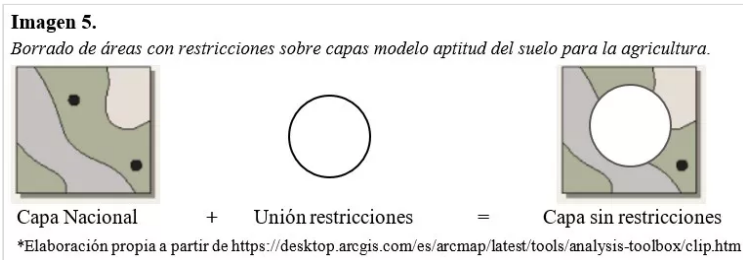 Imagen 5.
Borrado de áreas con restricciones sobre capas modelo aptitud del suelo para la agricultura.
Capa Nacional + Unión restricciones = Capa sin restricciones
*Elaboración propia a partir de https://desktop.arcgis.com/es/arcmap/latest/tools/analysis-toolbox/clip.htm